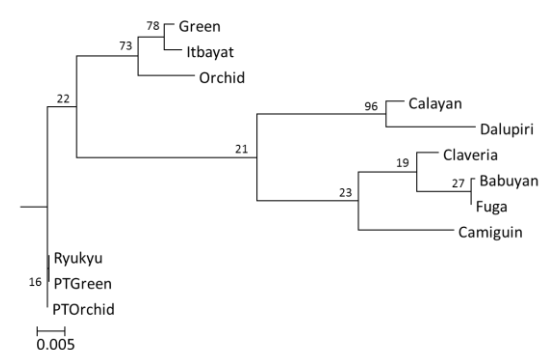 78 Green
Itbayat
73
Orchid
22
96 Calayan
Dalupiri
21
Claveria
19
27 Babuyan
Fuga
23
Camiguin
Ryukyu
16 PTGreen
PTOrchid
0.005